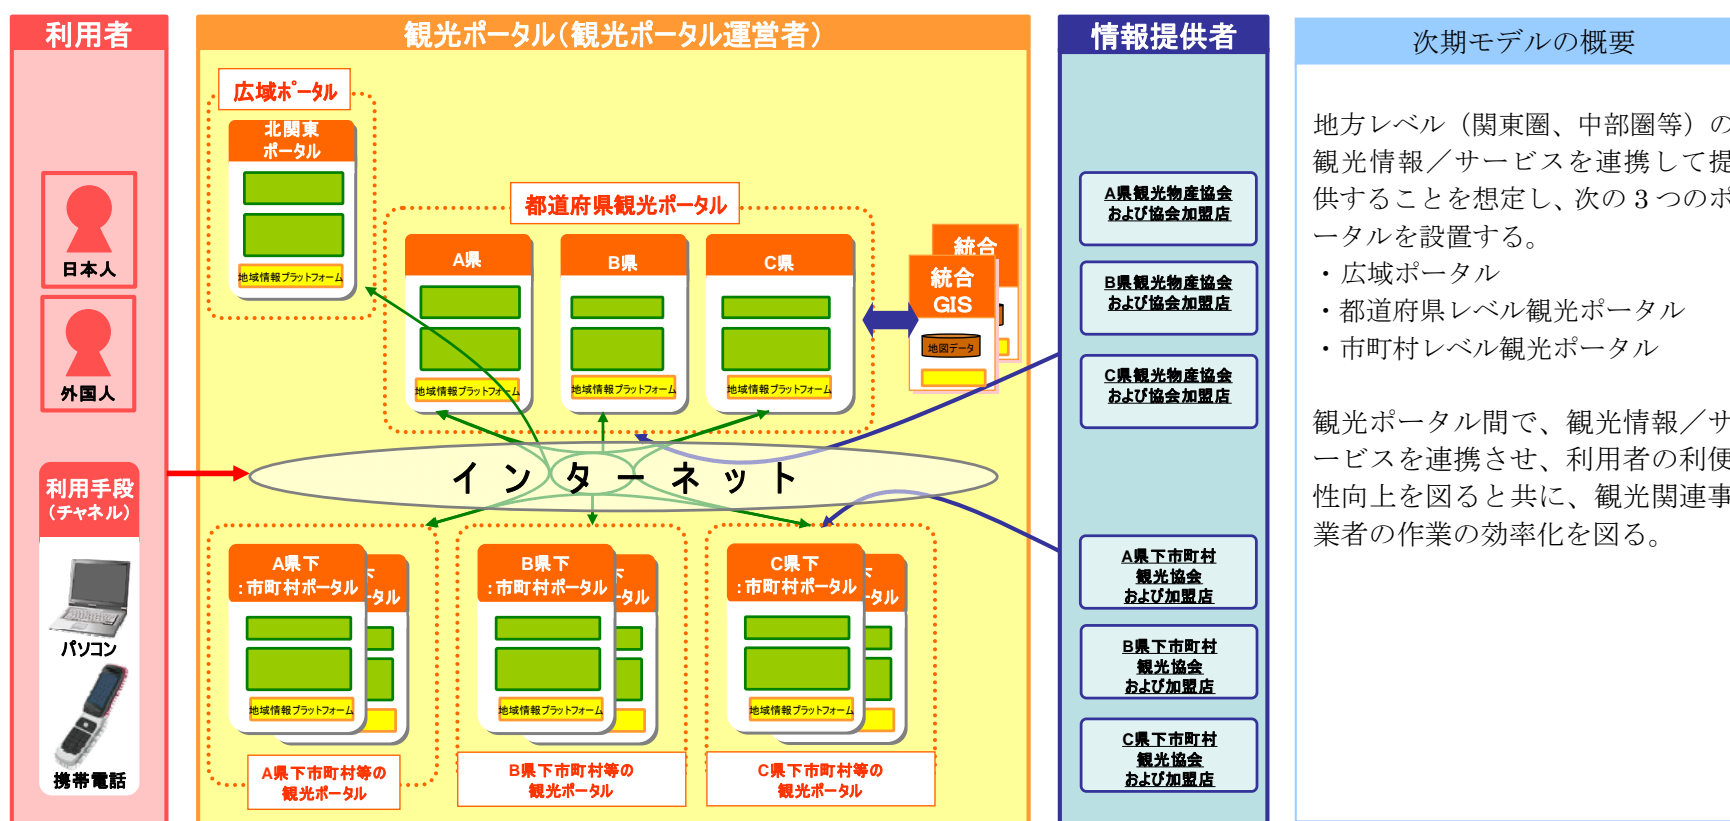 利用者
日本人
外国人
利用手段
(チャネル)
パソコン
携帯電話
観光ポータル(観光ポータル運営者)
広域ポータル
北関東
ポータル
地域情報プラットフォーム
都道府県観光ポータル
A県
地域情報プラットフォーム
B県
地域情報プラットフォーム
C県
地域情報プラットフォーム
統合
統合
GIS
地図データ
インターネット
A県下
:市町村ポータル
地域情報プラットフォーム
下
ータル
A県下市町村等の
観光ポータル
B県下
:市町村ポータル
地域情報プラットフォーム
下
ータル
B県下市町村等の
観光ポータル
C県下
:市町村ポータル
地域情報プラットフォーム
下
ータル
C県下市町村等の
観光ポータル
情報提供者
A県観光物産協会
および協会加盟店
B県観光物産協会
および協会加盟店
C県観光物産協会
および協会加盟店
A県下市町村
観光協会
および加盟店
B県下市町村
観光協会
および加盟店
C県下市町村
観光協会
および加盟店
次期モデルの概要
地方レベル（関東圏、中部圏等）の
観光情報／サービスを連携して提
供することを想定し、次の3つのポ
ータルを設置する。
・広域ポータル
・都道府県レベル観光ポータル
・市町村レベル観光ポータル
観光ポータル間で、観光情報／サ
ービスを連携させ、利用者の利便
性向上を図ると共に、観光関連事
業者の作業の効率化を図る。